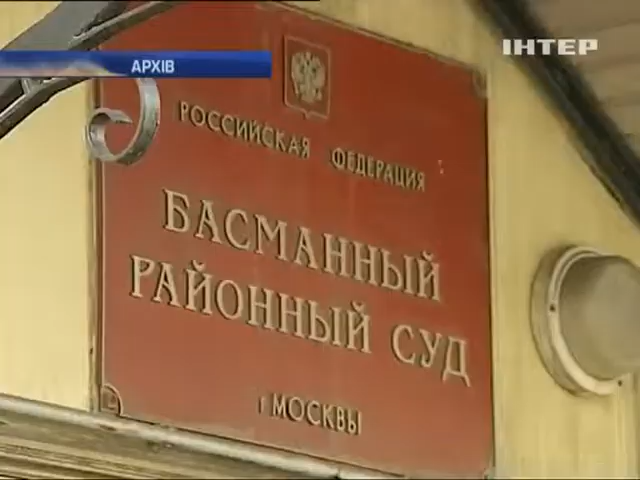 ІНТЕР
АРХІВ
РОССИЙСКАЯ ФЕДЕРАЦИЯ
БАСМАННЫЙ
РАЙОННЫЙ СУД
г МОСКВЫ